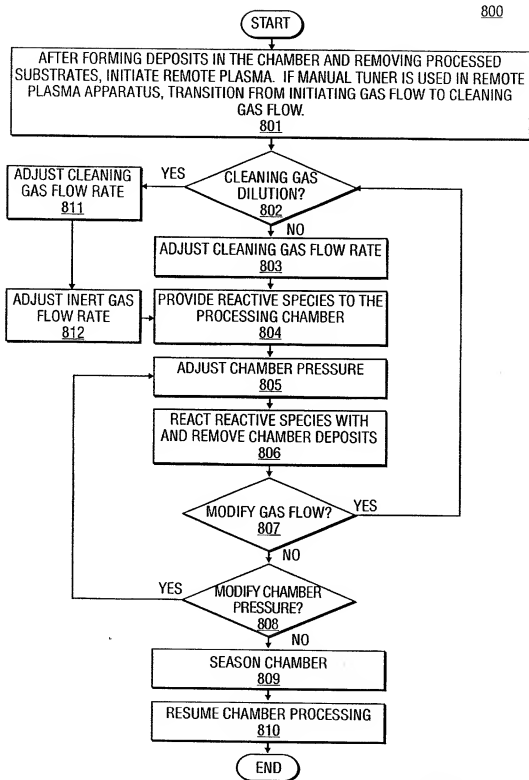 800
START
AFTER FORMING DEPOSITS IN THE CHAMBER AND REMOVING PROCESSED
SUBSTRATES, INITIATE REMOTE PLASMA. IF MANUAL TUNER IS USED IN REMOTE
PLASMA APPARATUS, TRANSITION FROM INITIATING GAS FLOW TO CLEANING
GAS FLOW.
801
CLEANING GAS
DILUTION?
802
YES
NO
ADJUST CLEANING
GAS FLOW RATE
811
ADJUST CLEANING GAS FLOW RATE
803
ADJUST INERT GAS
FLOW RATE
812
PROVIDE REACTIVE SPECIES TO THE
PROCESSING CHAMBER
804
ADJUST CHAMBER PRESSURE
805
REACT REACTIVE SPECIES WITH
AND REMOVE CHAMBER DEPOSITS
806
MODIFY GAS FLOW?
807
YES
NO
MODIFY CHAMBER
PRESSURE?
808
YES
NO
SEASON CHAMBER
809
RESUME CHAMBER PROCESSING
810
END